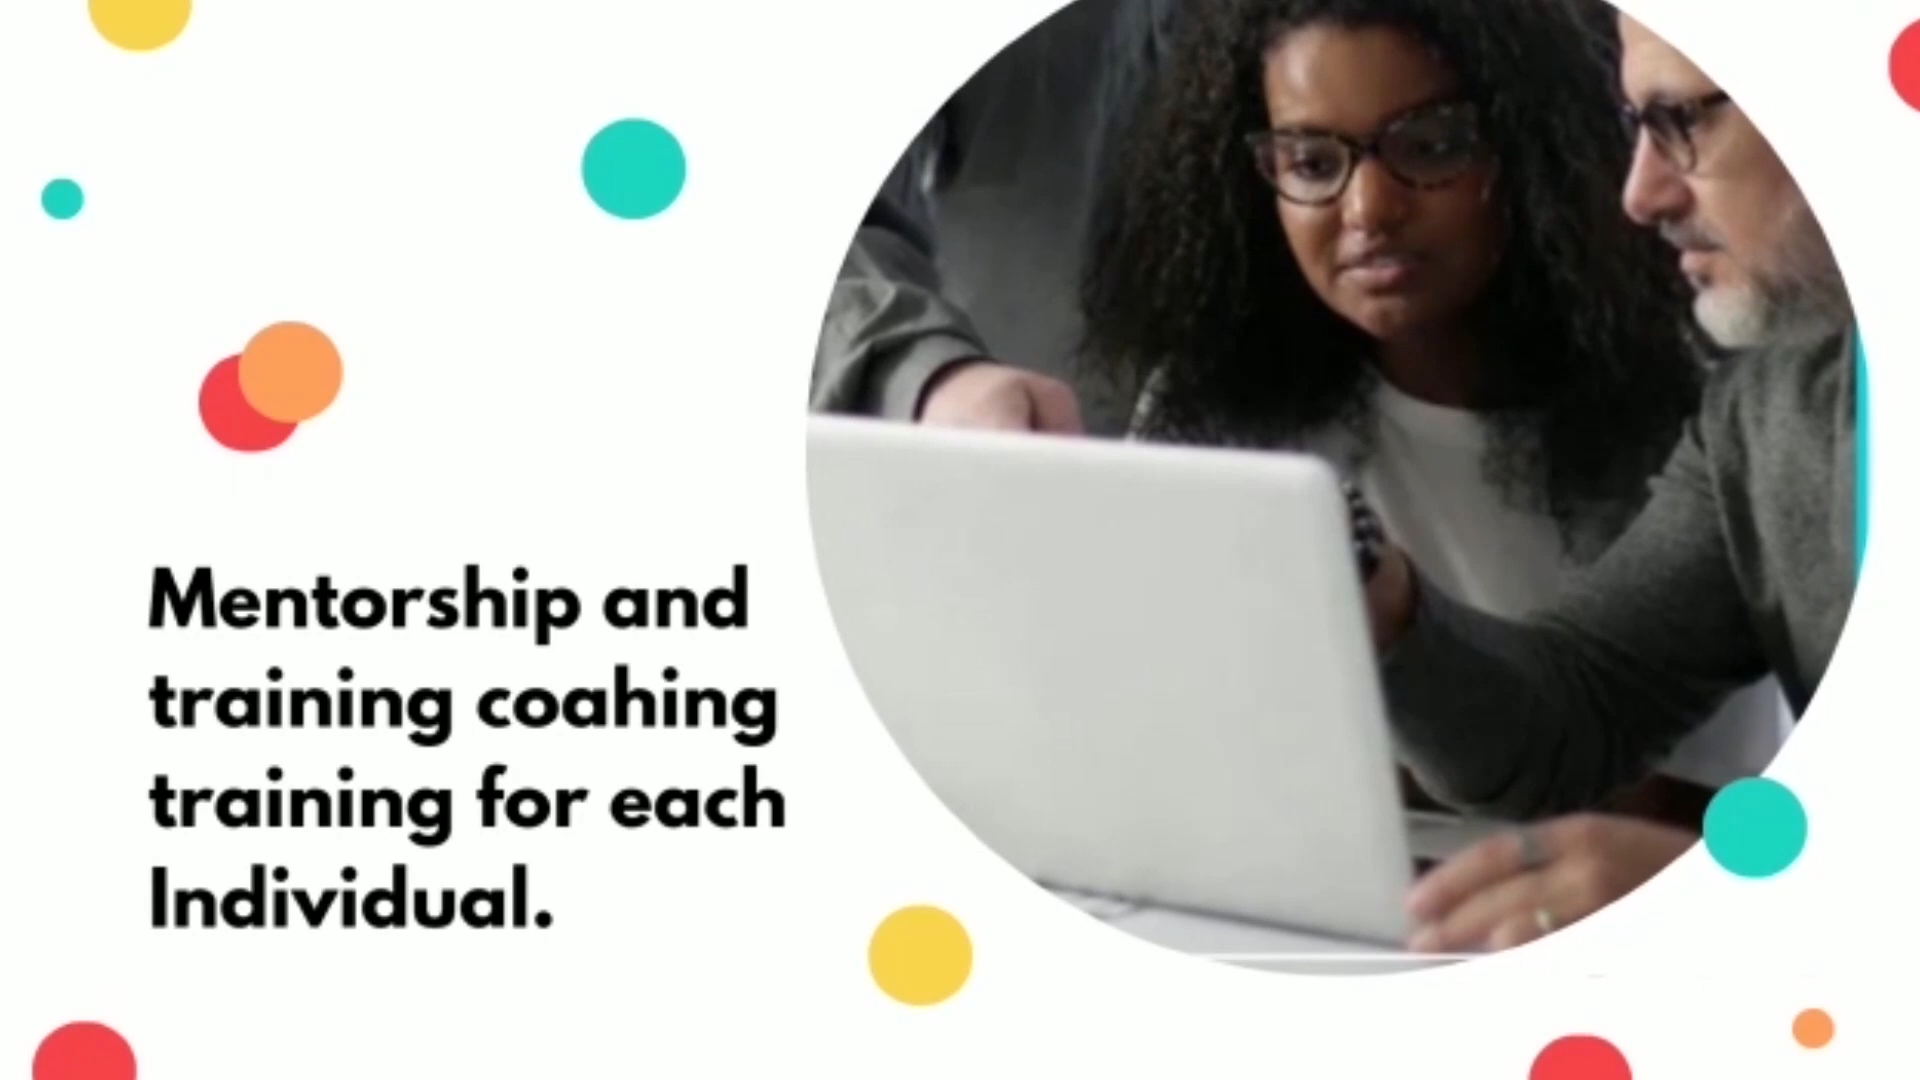 Mentorship and
training coahing
training for each
Individual.